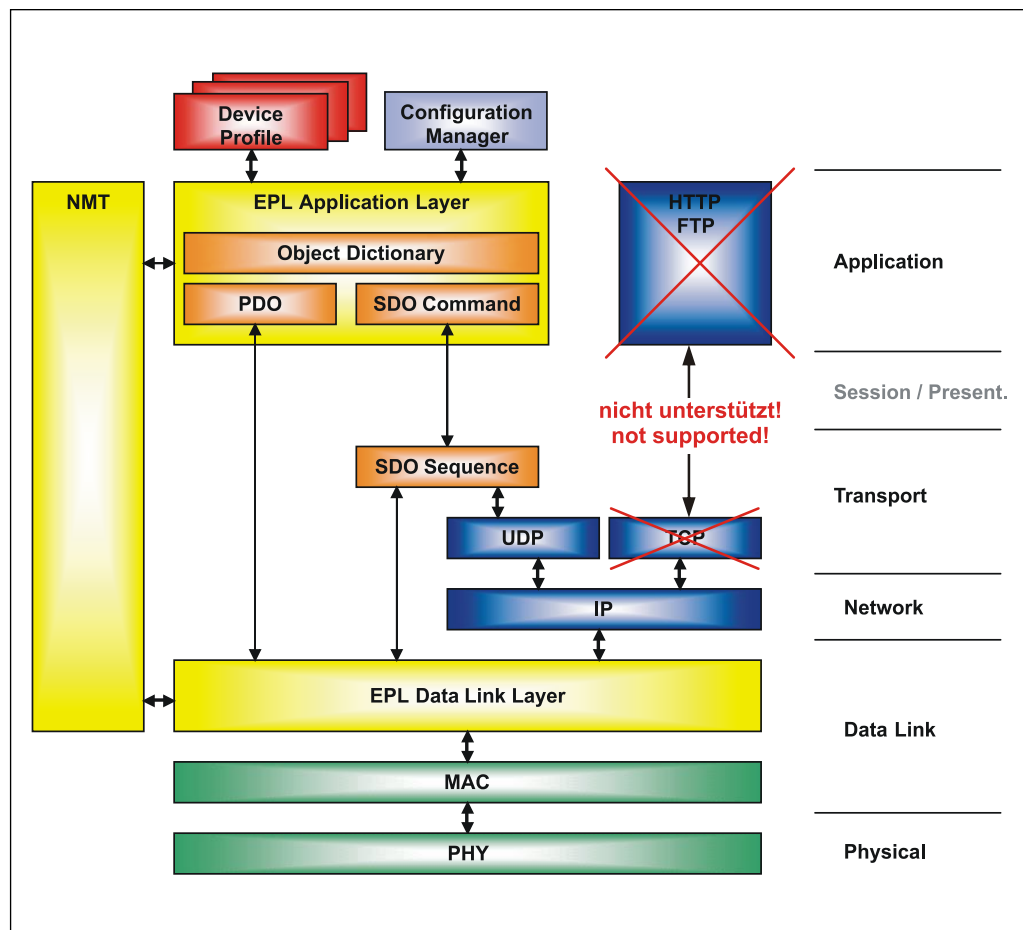 Device
Profile
Configuration
Manager
NMT
EPL Application Layer
HTTP
FTP
Object Dictionary
Application
PDO
SDO Command
Session / Present.
nicht unterstützt!
not supported!
SDO Sequence
Transport
UDP
TCP
IP
Network
EPL Data Link Layer
Data Link
MAC
PHY
Physical